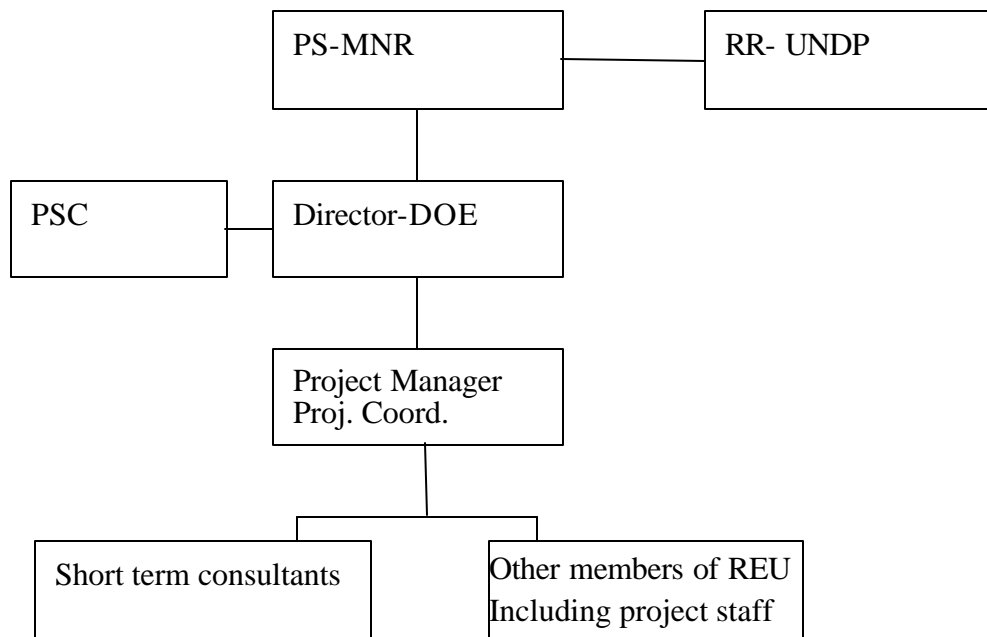 PS-MNR
RR- UNDP
PSC
Director-DOE
Project Manager
Proj. Coord.
Short term consultants
Other members of REU
Including project staff